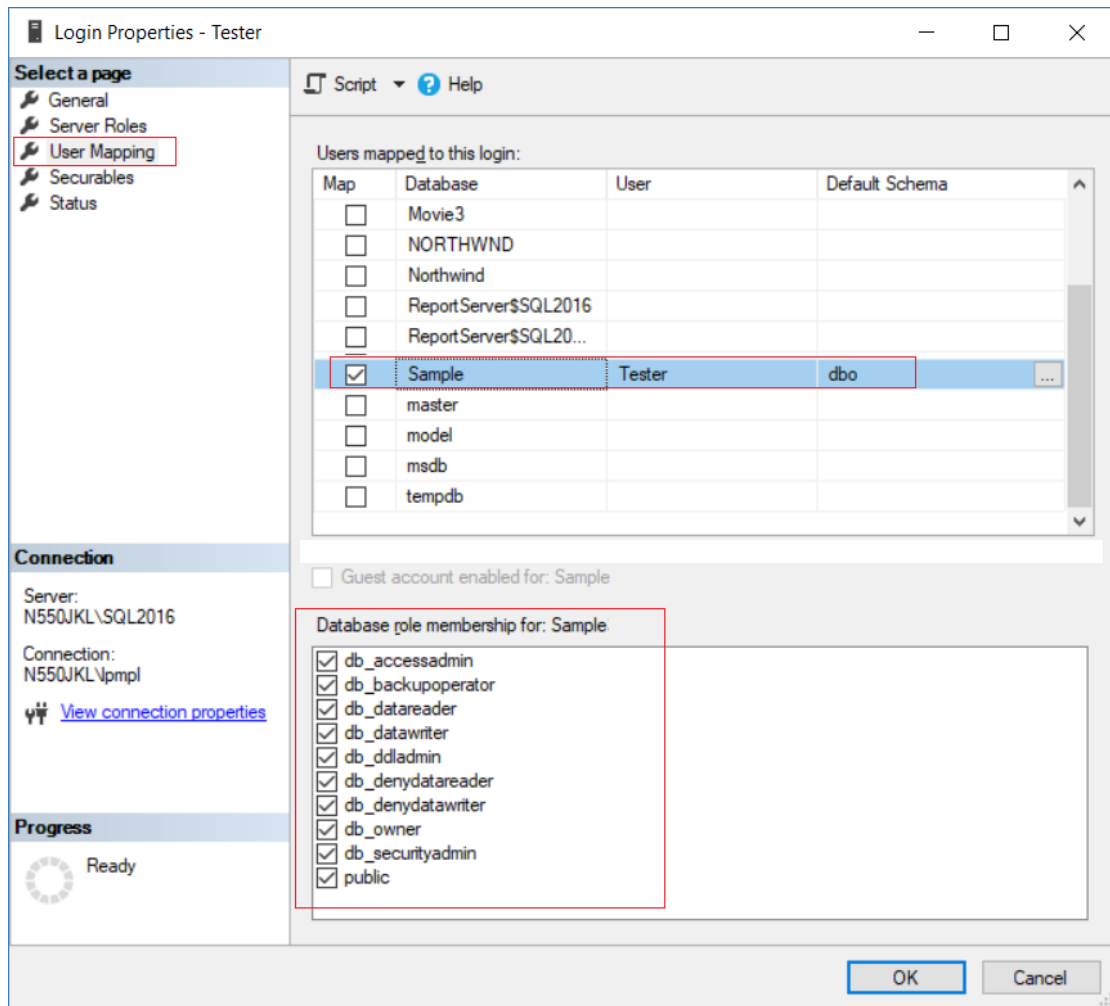 Login Properties - Tester
Select a page
General
Server Roles
User Mapping
Securables
Status
Script
Help
Users mapped to this login:
Map Database User Default Schema
Movie3
NORTHWND
Northwind
ReportServer$SQL2016
ReportServer$SQL20...
Sample Tester dbo ...
master
model
msdb
tempdb
Guest account enabled for: Sample
Database role membership for: Sample
db_accessadmin
db_backupoperator
db_datareader
db_datawriter
db_ddladmin
db_denydatareader
db_denydatawriter
db_owner
db_securityadmin
public
Connection
Server:
N550JKL\SQL2016
Connection:
N550JKL\lpmpl
View connection properties
Progress
Ready
OK Cancel